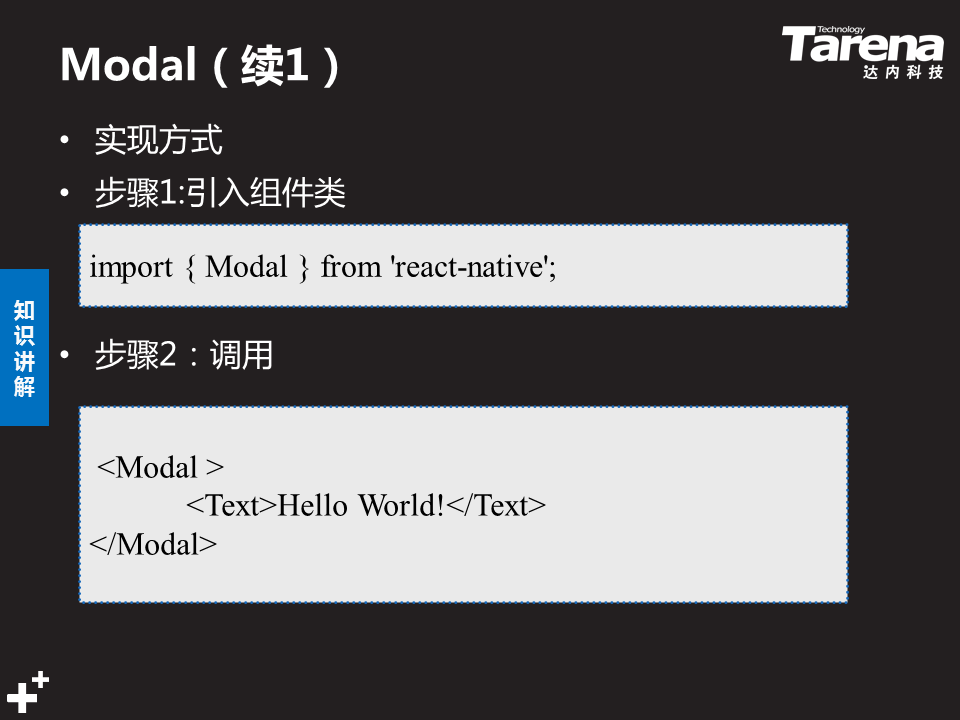 Modal（续1）
Technology
Tarena
达内科技
• 实现方式
• 步骤1:引入组件类
import { Modal } from 'react-native';
知识讲解
• 步骤2：调用
<Modal >
<Text>Hello World!</Text>
</Modal>